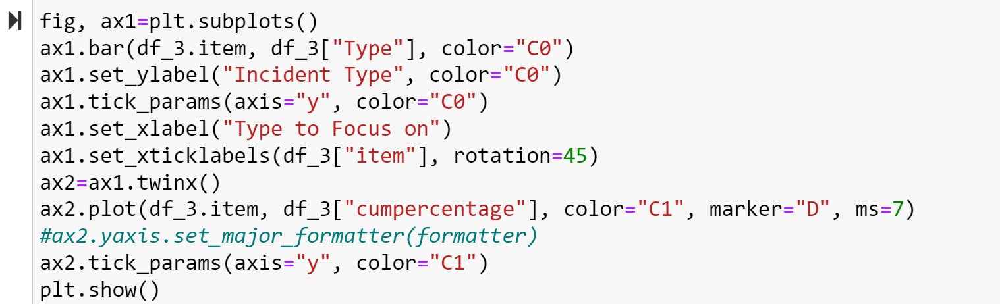 fig, ax1=plt.subplots()
ax1.bar(df_3.item, df_3["Type"], color="C0")
ax1.set_ylabel("Incident Type", color="C0")
ax1.tick_params(axis="y", color="C0")
ax1.set_xlabel("Type to Focus on")
ax1.set_xticklabels(df_3["item"], rotation=45)
ax2=ax1.twinx()
ax2.plot(df_3.item, df_3["cumpercentage"], color="C1", marker="D", ms=7)
#ax2.yaxis.set_major_formatter(formatter)
ax2.tick_params(axis="y", color="C1")
plt.show()